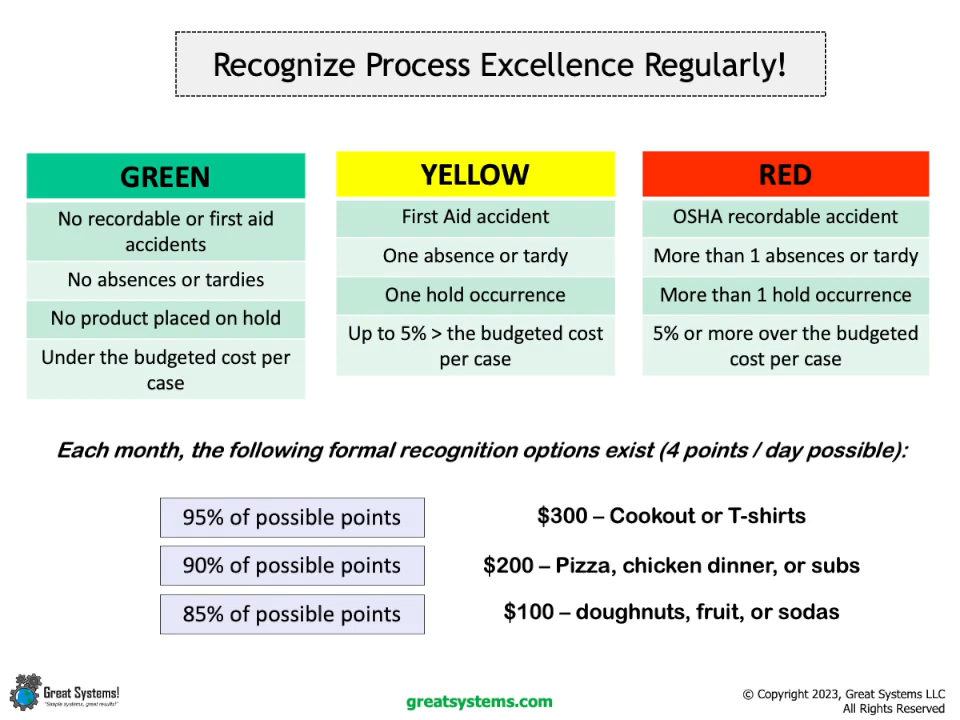 Recognize Process Excellence Regularly!
GREEN
No recordable or first aid
accidents
No absences or tardies
No product placed on hold
Under the budgeted cost per
case
YELLOW
First Aid accident
One absence or tardy
One hold occurrence
Up to 5% > the budgeted cost
per case
RED
OSHA recordable accident
More than 1 absences or tardy
More than 1 hold occurrence
5% or more over the budgeted
cost per case
Each month, the following formal recognition options exist (4 points / day possible):
95% of possible points
$300 – Cookout or T-shirts
90% of possible points
$200 – Pizza, chicken dinner, or subs
85% of possible points
$100 – doughnuts, fruit, or sodas
Great Systems!
"Simple systems, great results!"
greatsystems.com
© Copyright 2023, Great Systems LLC
All Rights Reserved